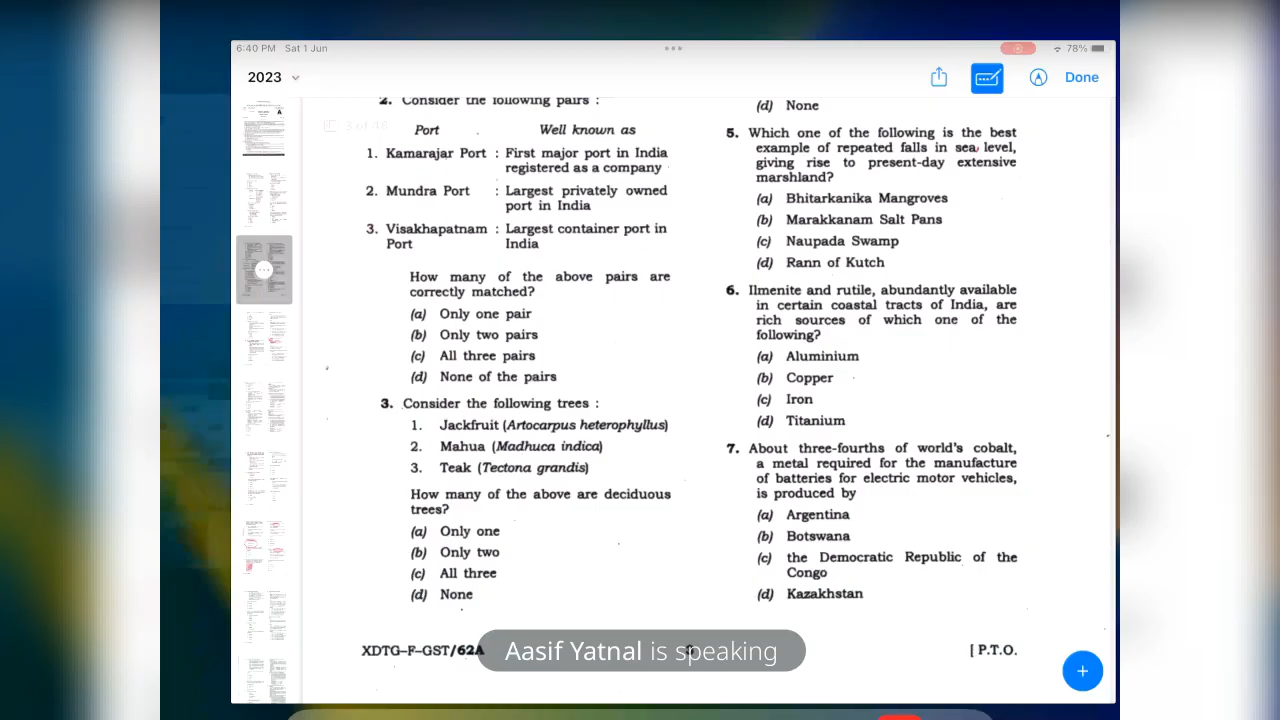 6:40 PM Sat 1 Jun
78%
2023
Done
3 of 16
2. Consider the following pairs :
Port Well known as
1. Kamarajar Port : First major port in India
registered as a company
2. Mundra Port : Largest privately owned
port in India
3. Visakhapatnam : Largest container port in
Port India
How many of the above pairs are
correctly matched?
(a) Only one pair
(b) Only two pairs
(c) All three pairs
(d) None of the pairs
3. Consider the following trees :
1. Jackfruit (Artocarpus heterophyllus)
2. Mahua (Madhuca indica)
3. Teak (Tectona grandis)
How many of the above are deciduous
trees?
(a) Only one
(b) Only two
(c) All three
(d) None
XDTG-F-GST/62A
(d) None
5. Which one of the following is the best
example of repeated falls in sea level,
giving rise to present-day extensive
marshland?
(a) Bhitarkanika Mangroves
(b) Marakkanam Salt Pans
(c) Naupada Swamp
(d) Rann of Kutch
6. Ilmenite and rutile, abundantly available
in certain coastal tracts of India, are
rich sources of which one of the
following?
(a) Aluminium
(b) Copper
(c) Iron
(d) Titanium
7. About three-fourths of world's cobalt,
a metal required for the manufacture
of batteries for electric motor vehicles,
is produced by
(a) Argentina
(b) Botswana
(c) the Democratic Republic of the
Congo
(d) Kazakhstan
[ P.T.O.
Aasif Yatnal is speaking